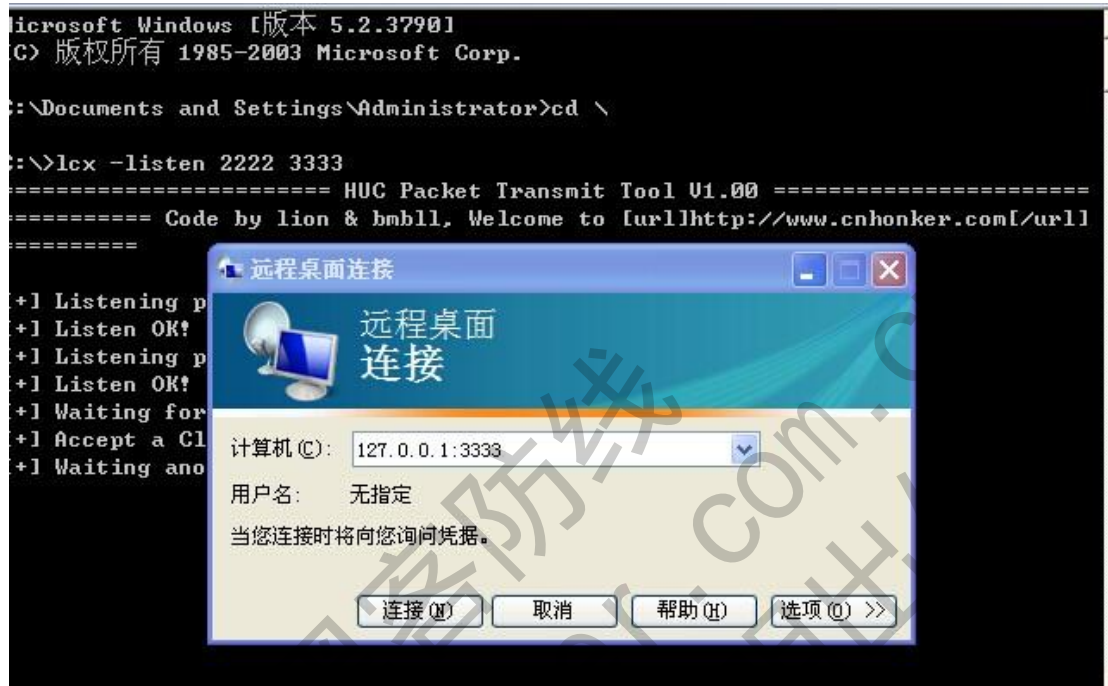 icrosoft Windows [版本 5.2.3790]
C> 版权所有 1985-2003 Microsoft Corp.
:\Documents and Settings\Administrator>cd \
:\>lcx -listen 2222 3333
======================== HUC Packet Transmit Tool V1.00 =======================
=========== Code by lion & bmbll, Welcome to [url]http://www.cnhonker.com[/url]
==========
[+] Listening p
[+] Listen OK!
[+] Listening p
[+] Listen OK!
[+] Waiting for
[+] Accept a Cl
[+] Waiting ano
远程桌面连接
远程桌面
连接
计算机(C): 127.0.0.1:3333
用户名: 无指定
当您连接时将向您询问凭据。
连接(N) 取消 帮助(H) 选项(O) >>